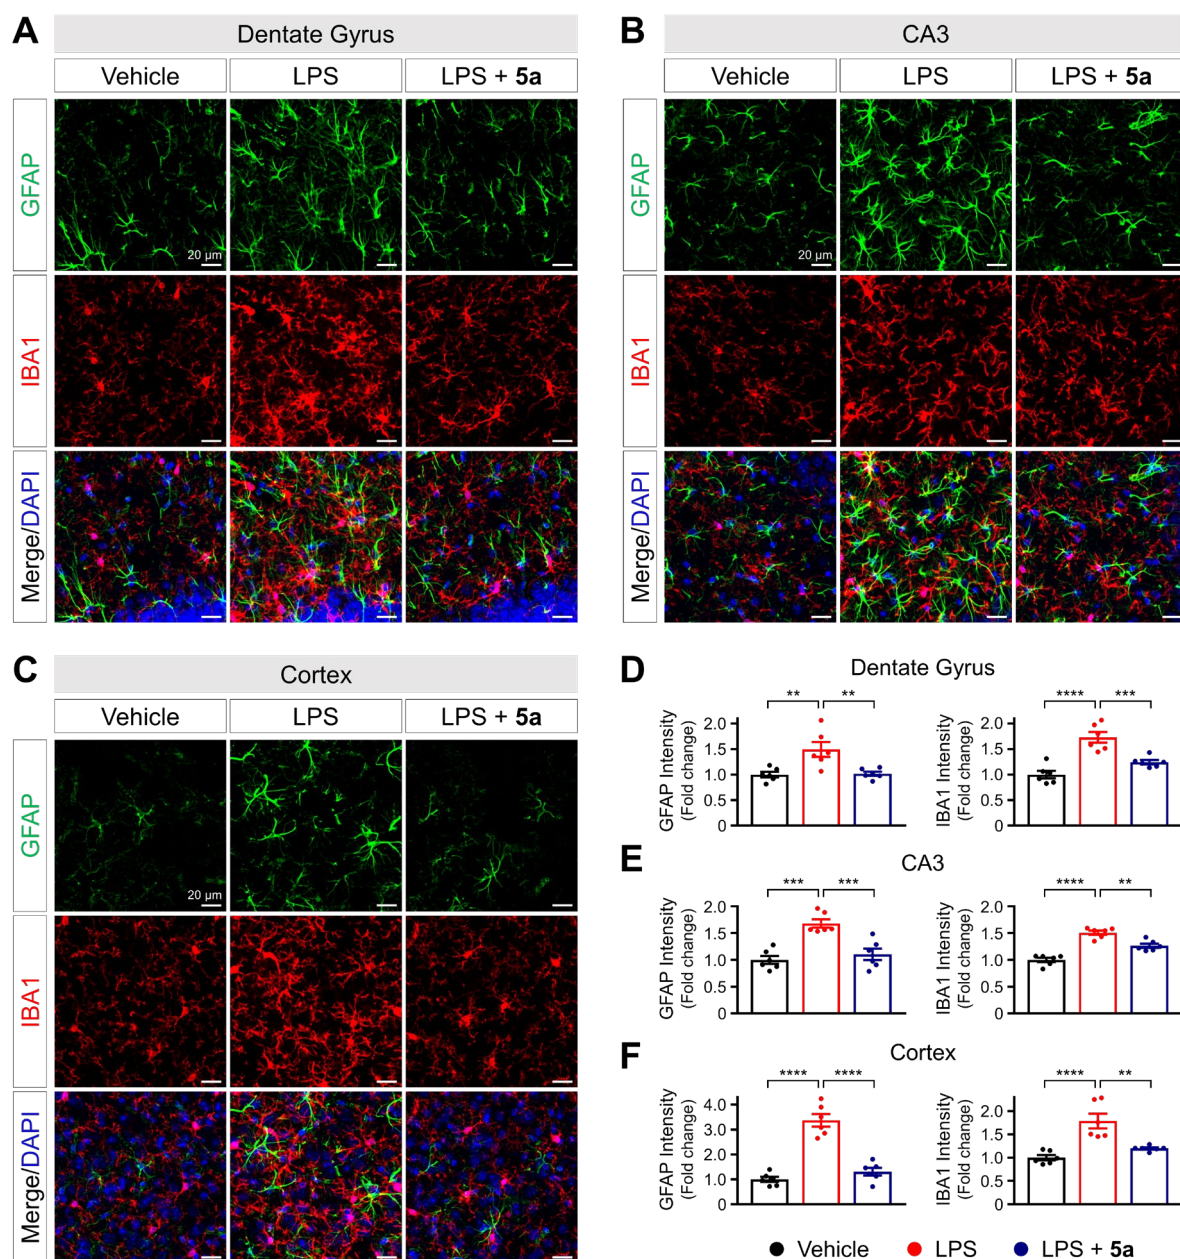 A
Dentate Gyrus
Vehicle
LPS
LPS + 5a
GFAP
20 µm
IBA1
Merge/DAPI
B
CA3
Vehicle
LPS
LPS + 5a
GFAP
20 µm
IBA1
Merge/DAPI
C
Cortex
Vehicle
LPS
LPS + 5a
GFAP
20 µm
IBA1
Merge/DAPI
D
Dentate Gyrus
GFAP Intensity
(Fold change)
2.0
1.5
1.0
0.5
0
**
**
IBA1 Intensity
(Fold change)
2.0
1.5
1.0
0.5
0
****
***
E
CA3
GFAP Intensity
(Fold change)
2.0
1.5
1.0
0.5
0
***
***
IBA1 Intensity
(Fold change)
2.0
1.5
1.0
0.5
0
****
**
F
Cortex
GFAP Intensity
(Fold change)
4.0
3.0
2.0
1.0
0
****
****
IBA1 Intensity
(Fold change)
2.0
1.5
1.0
0.5
0
****
**
Vehicle
LPS
LPS + 5a